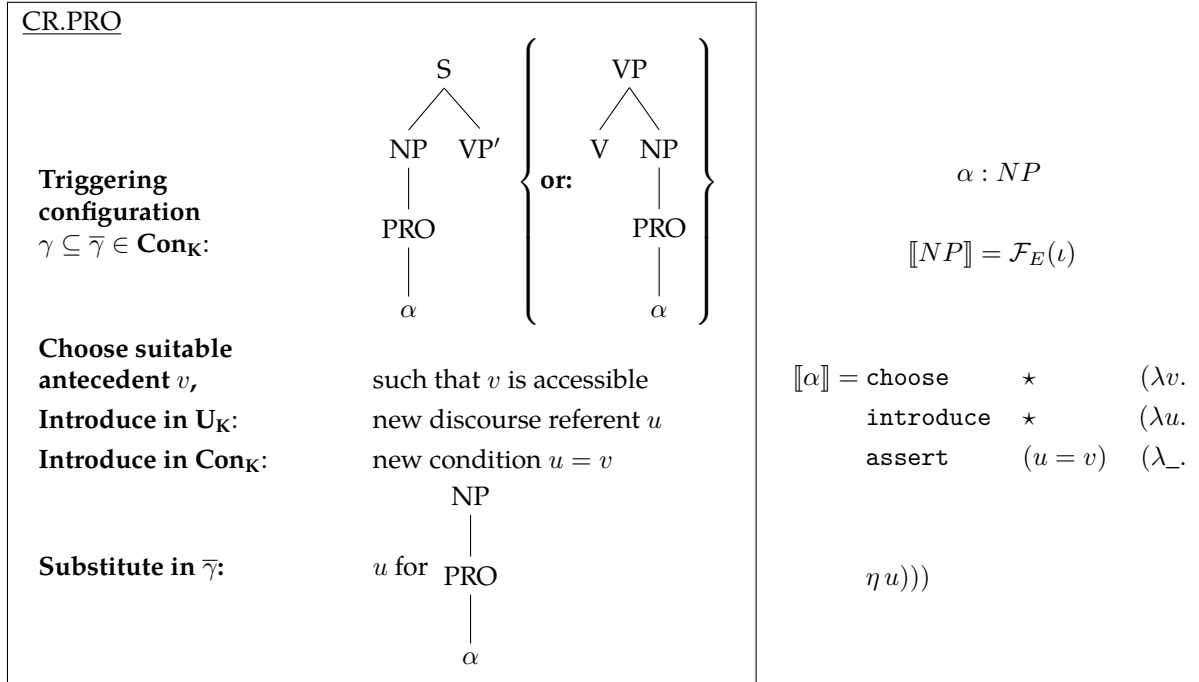 CR.PRO
S
VP
NP VP′
V NP
or:
PRO
PRO
α
α
Triggering
configuration
γ ⊆ γ̅ ∈ Con_K:
α : NP
⟦NP⟧ = ℱ_E(ι)
Choose suitable
antecedent v, such that v is accessible
Introduce in U_K: new discourse referent u
Introduce in Con_K: new condition u = v
⟦α⟧ = choose ⋆ (λv.
introduce ⋆ (λu.
assert (u = v) (λ_.
NP
Substitute in γ̅: u for PRO
α
η u)))